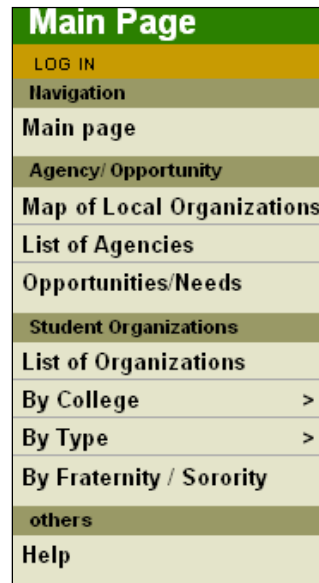 Main Page
LOG IN
Navigation
Main page
Agency/ Opportunity
Map of Local Organizations
List of Agencies
Opportunities/Needs
Student Organizations
List of Organizations
By College >
By Type >
By Fraternity / Sorority
others
Help